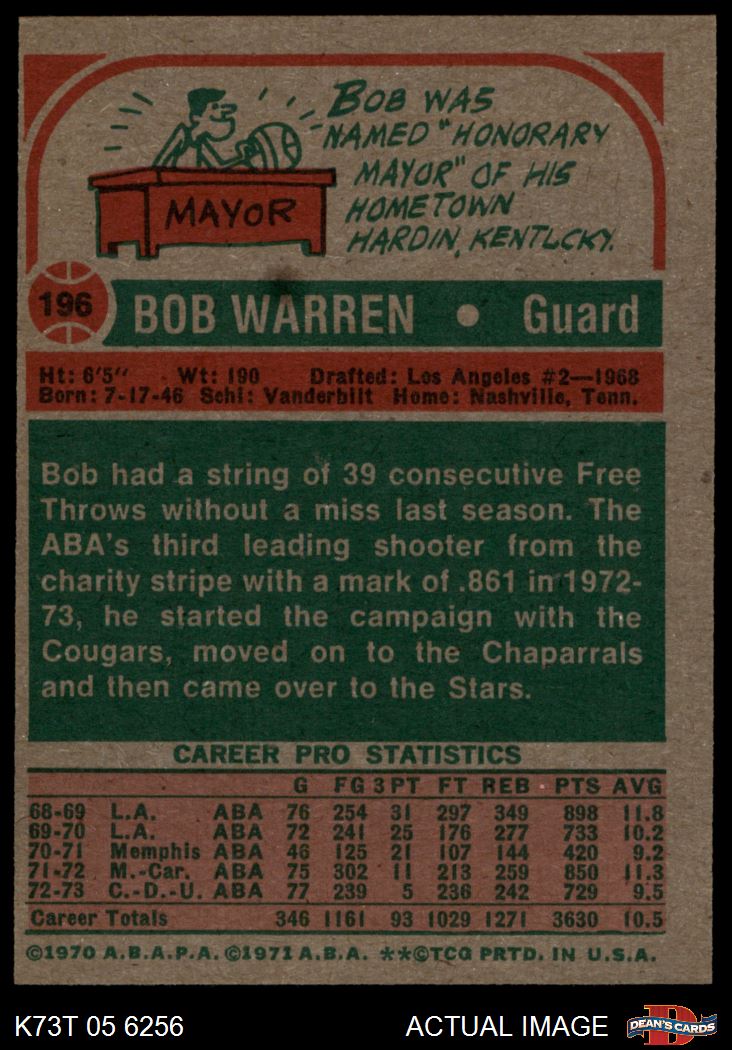 BOB WAS
NAMED "HONORARY
MAYOR" OF HIS
HOMETOWN
HARDIN, KENTUCKY.
MAYOR
196 BOB WARREN • Guard
Ht: 6'5" Wt: 190 Drafted: Los Angeles #2—1968
Born: 7-17-46 Schl: Vanderbilt Home: Nashville, Tenn.
Bob had a string of 39 consecutive Free
Throws without a miss last season. The
ABA's third leading shooter from the
charity stripe with a mark of .861 in 1972-
73, he started the campaign with the
Cougars, moved on to the Chaparrals
and then came over to the Stars.
CAREER PRO STATISTICS
G FG 3 PT FT REB PTS AVG
68-69 L.A. ABA 76 254 31 297 349 898 11.8
69-70 L.A. ABA 72 241 25 176 277 733 10.2
70-71 Memphis ABA 46 125 21 107 144 420 9.2
71-72 M.-Car. ABA 75 302 11 213 259 850 11.3
72-73 C.-D.-U. ABA 77 239 5 236 242 729 9.5
Career Totals 346 1161 93 1029 1271 3630 10.5
©1970 A.B.A.P.A. ©1971 A.B.A. **©TCG PRTD. IN U.S.A.
K73T 05 6256 ACTUAL IMAGE DEAN'S CARDS